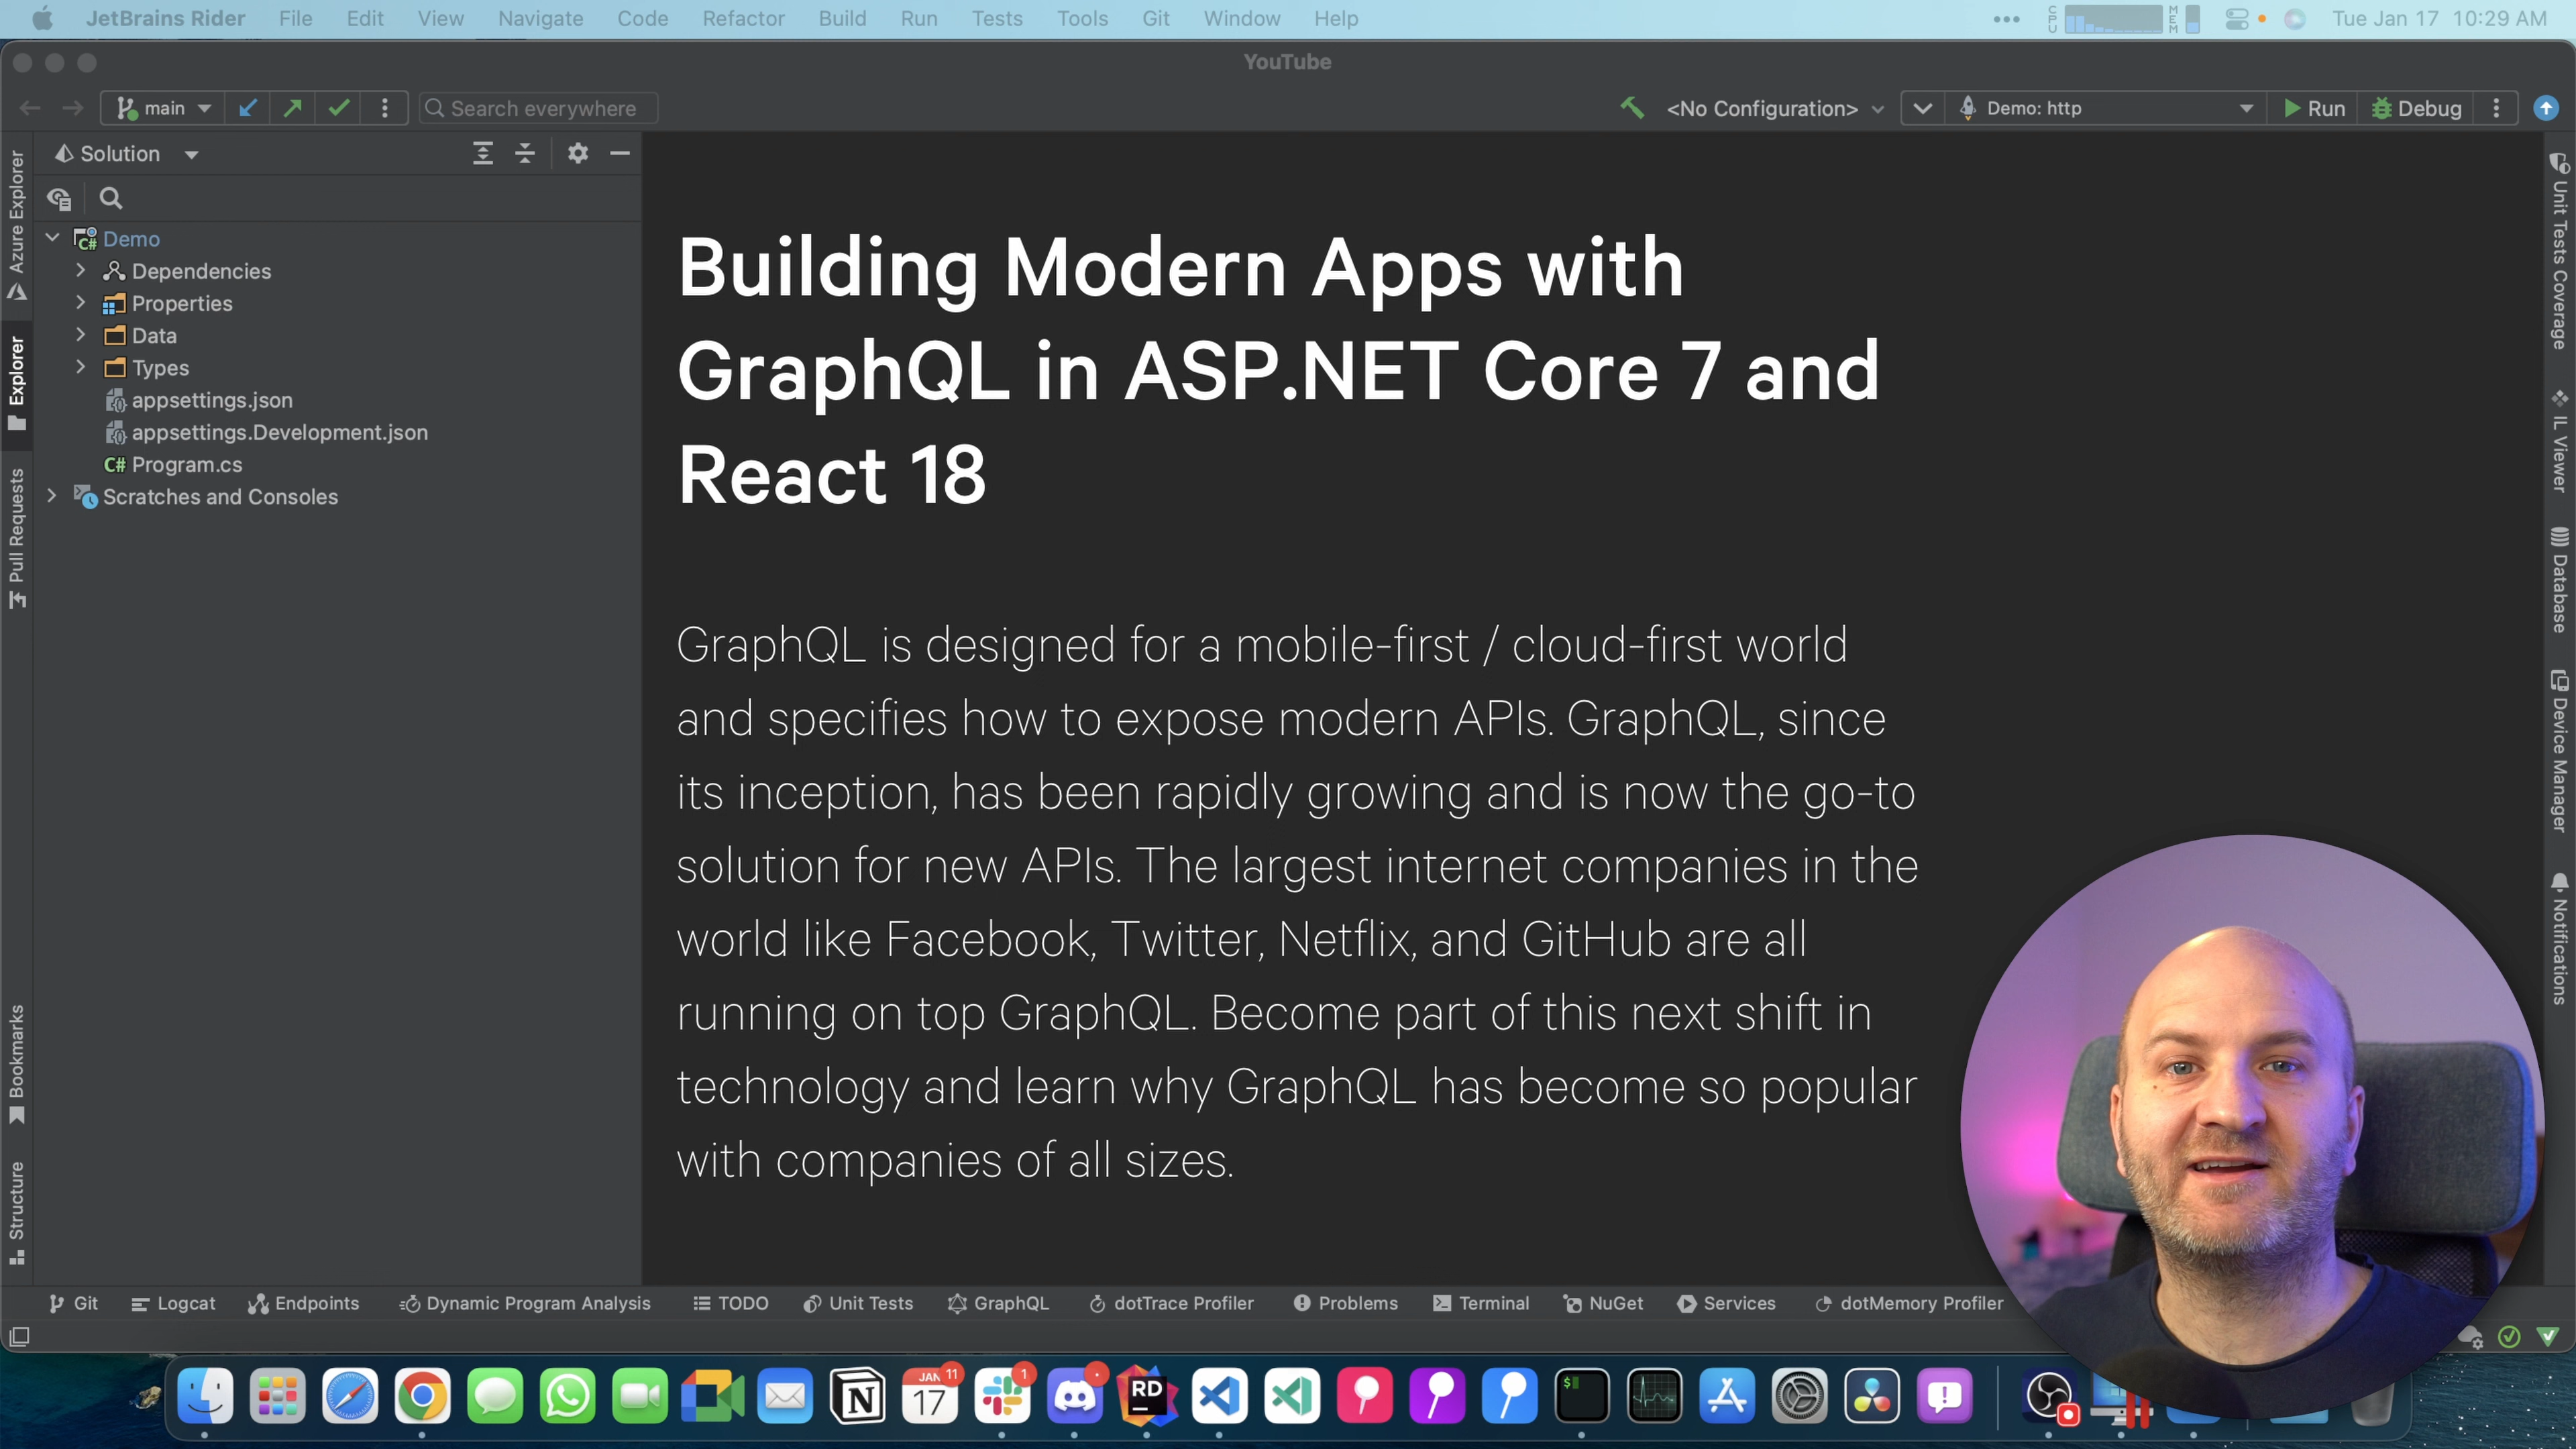 JetBrains Rider File Edit View Navigate Code Refactor Build Run Tests Tools Git Window Help ••• CPU MEM Tue Jan 17 10:29 AM
YouTube
main Search everywhere <No Configuration> Demo: http Run Debug
Solution
Azure Explorer
Explorer
Pull Requests
Bookmarks
Structure
Demo
Dependencies
Properties
Data
Types
appsettings.json
appsettings.Development.json
C# Program.cs
Scratches and Consoles
Building Modern Apps with
GraphQL in ASP.NET Core 7 and
React 18
GraphQL is designed for a mobile-first / cloud-first world
and specifies how to expose modern APIs. GraphQL, since
its inception, has been rapidly growing and is now the go-to
solution for new APIs. The largest internet companies in the
world like Facebook, Twitter, Netflix, and GitHub are all
running on top GraphQL. Become part of this next shift in
technology and learn why GraphQL has become so popular
with companies of all sizes.
Unit Tests Coverage
IL Viewer
Database
Device Manager
Notifications
Git Logcat Endpoints Dynamic Program Analysis TODO Unit Tests GraphQL dotTrace Profiler Problems Terminal NuGet Services dotMemory Profiler
JAN 11 1 RD
17